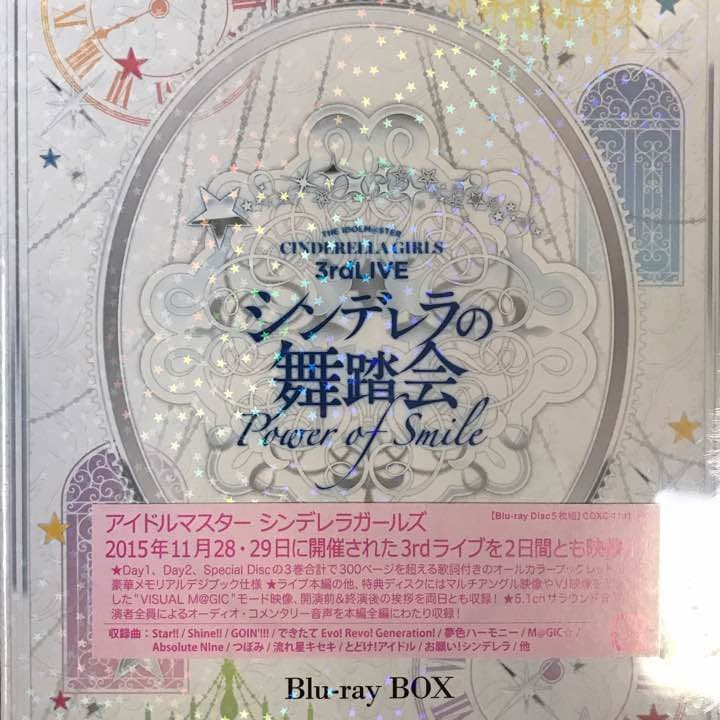 THE IDOLM@STER
CINDERELLA GIRLS
3rdLIVE
シンデレラの
舞踏会
Power of Smile
アイドルマスター シンデレラガールズ
【Blu-ray Disc5枚組】
2015年11月28・29日に開催された3rdライブを2日間とも映像
★Day1、Day2、Special Discの3巻合計で300ページを超える歌詞付きのオールカラーブックレット
豪華メモリアルデジブック仕様 ★ライブ本編の他、特典ディスクにはマルチアングル映像やVJ映像を
した"VISUAL M@GIC"モード映像、開演前&終演後の挨拶を両日とも収録!★5.1chサラウンド音
演者全員によるオーディオ・コメンタリー音声を本編全編にわたり収録!
収録曲:Star!! / Shine!! / GOIN'!!! / できたて Evo! Revo! Generation! / 夢色ハーモニー / M@GIC☆ /
Absolute NIne / つぼみ / 流れ星キセキ / とどけ!アイドル / お願い!シンデレラ / 他
Blu-ray BOX